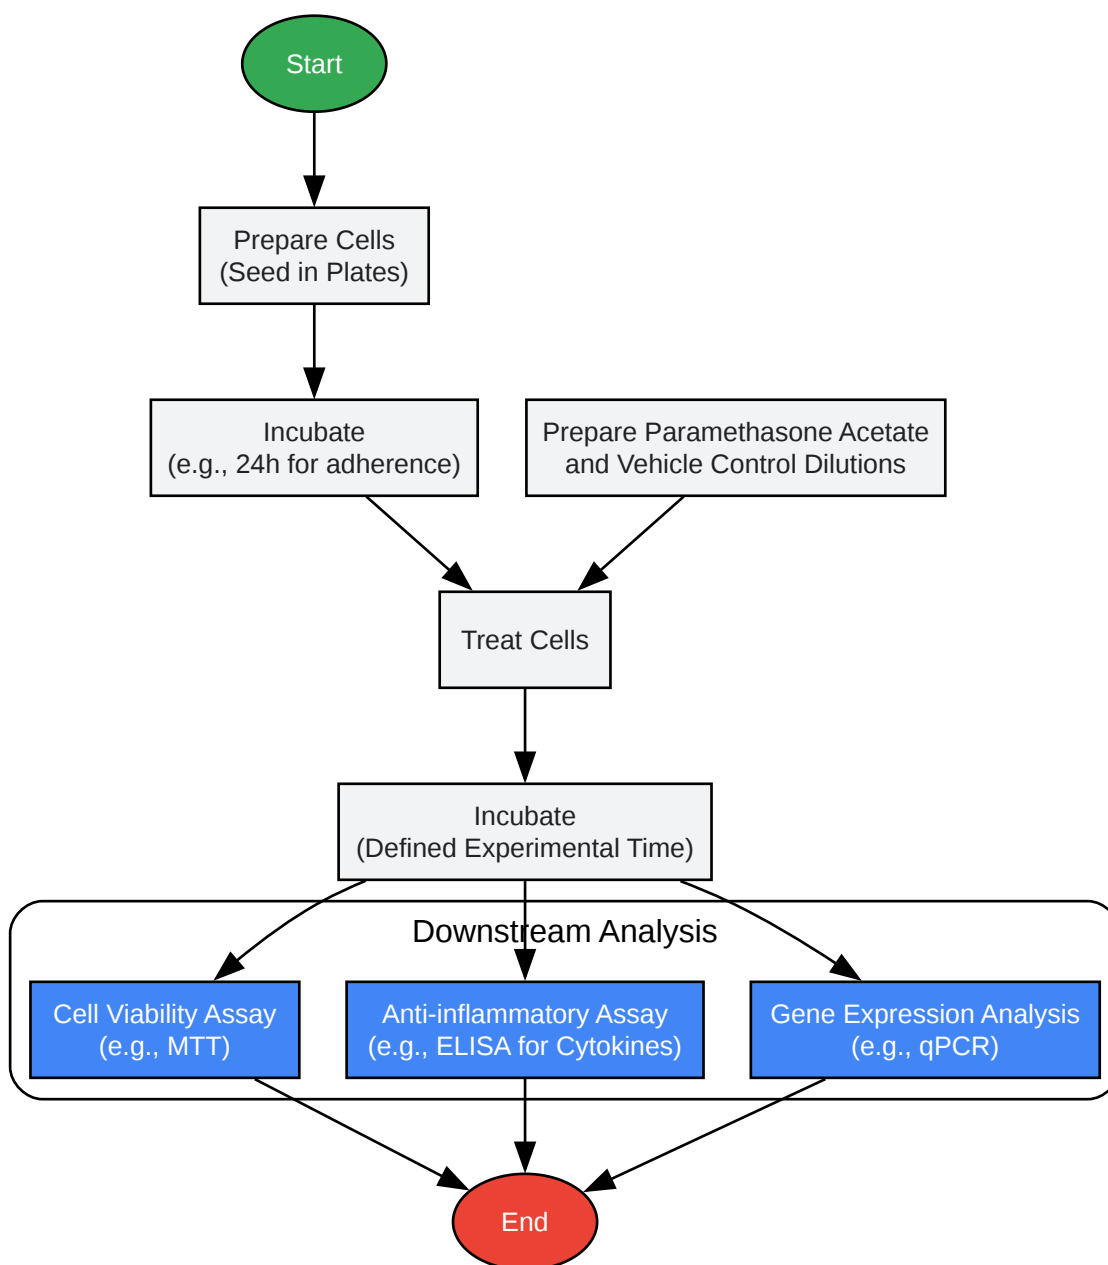 Start
Prepare Cells
(Seed in Plates)
Incubate
(e.g., 24h for adherence)
Prepare Paramethasone Acetate
and Vehicle Control Dilutions
Treat Cells
Incubate
(Defined Experimental Time)
Downstream Analysis
Cell Viability Assay
(e.g., MTT)
Anti-inflammatory Assay
(e.g., ELISA for Cytokines)
Gene Expression Analysis
(e.g., qPCR)
End